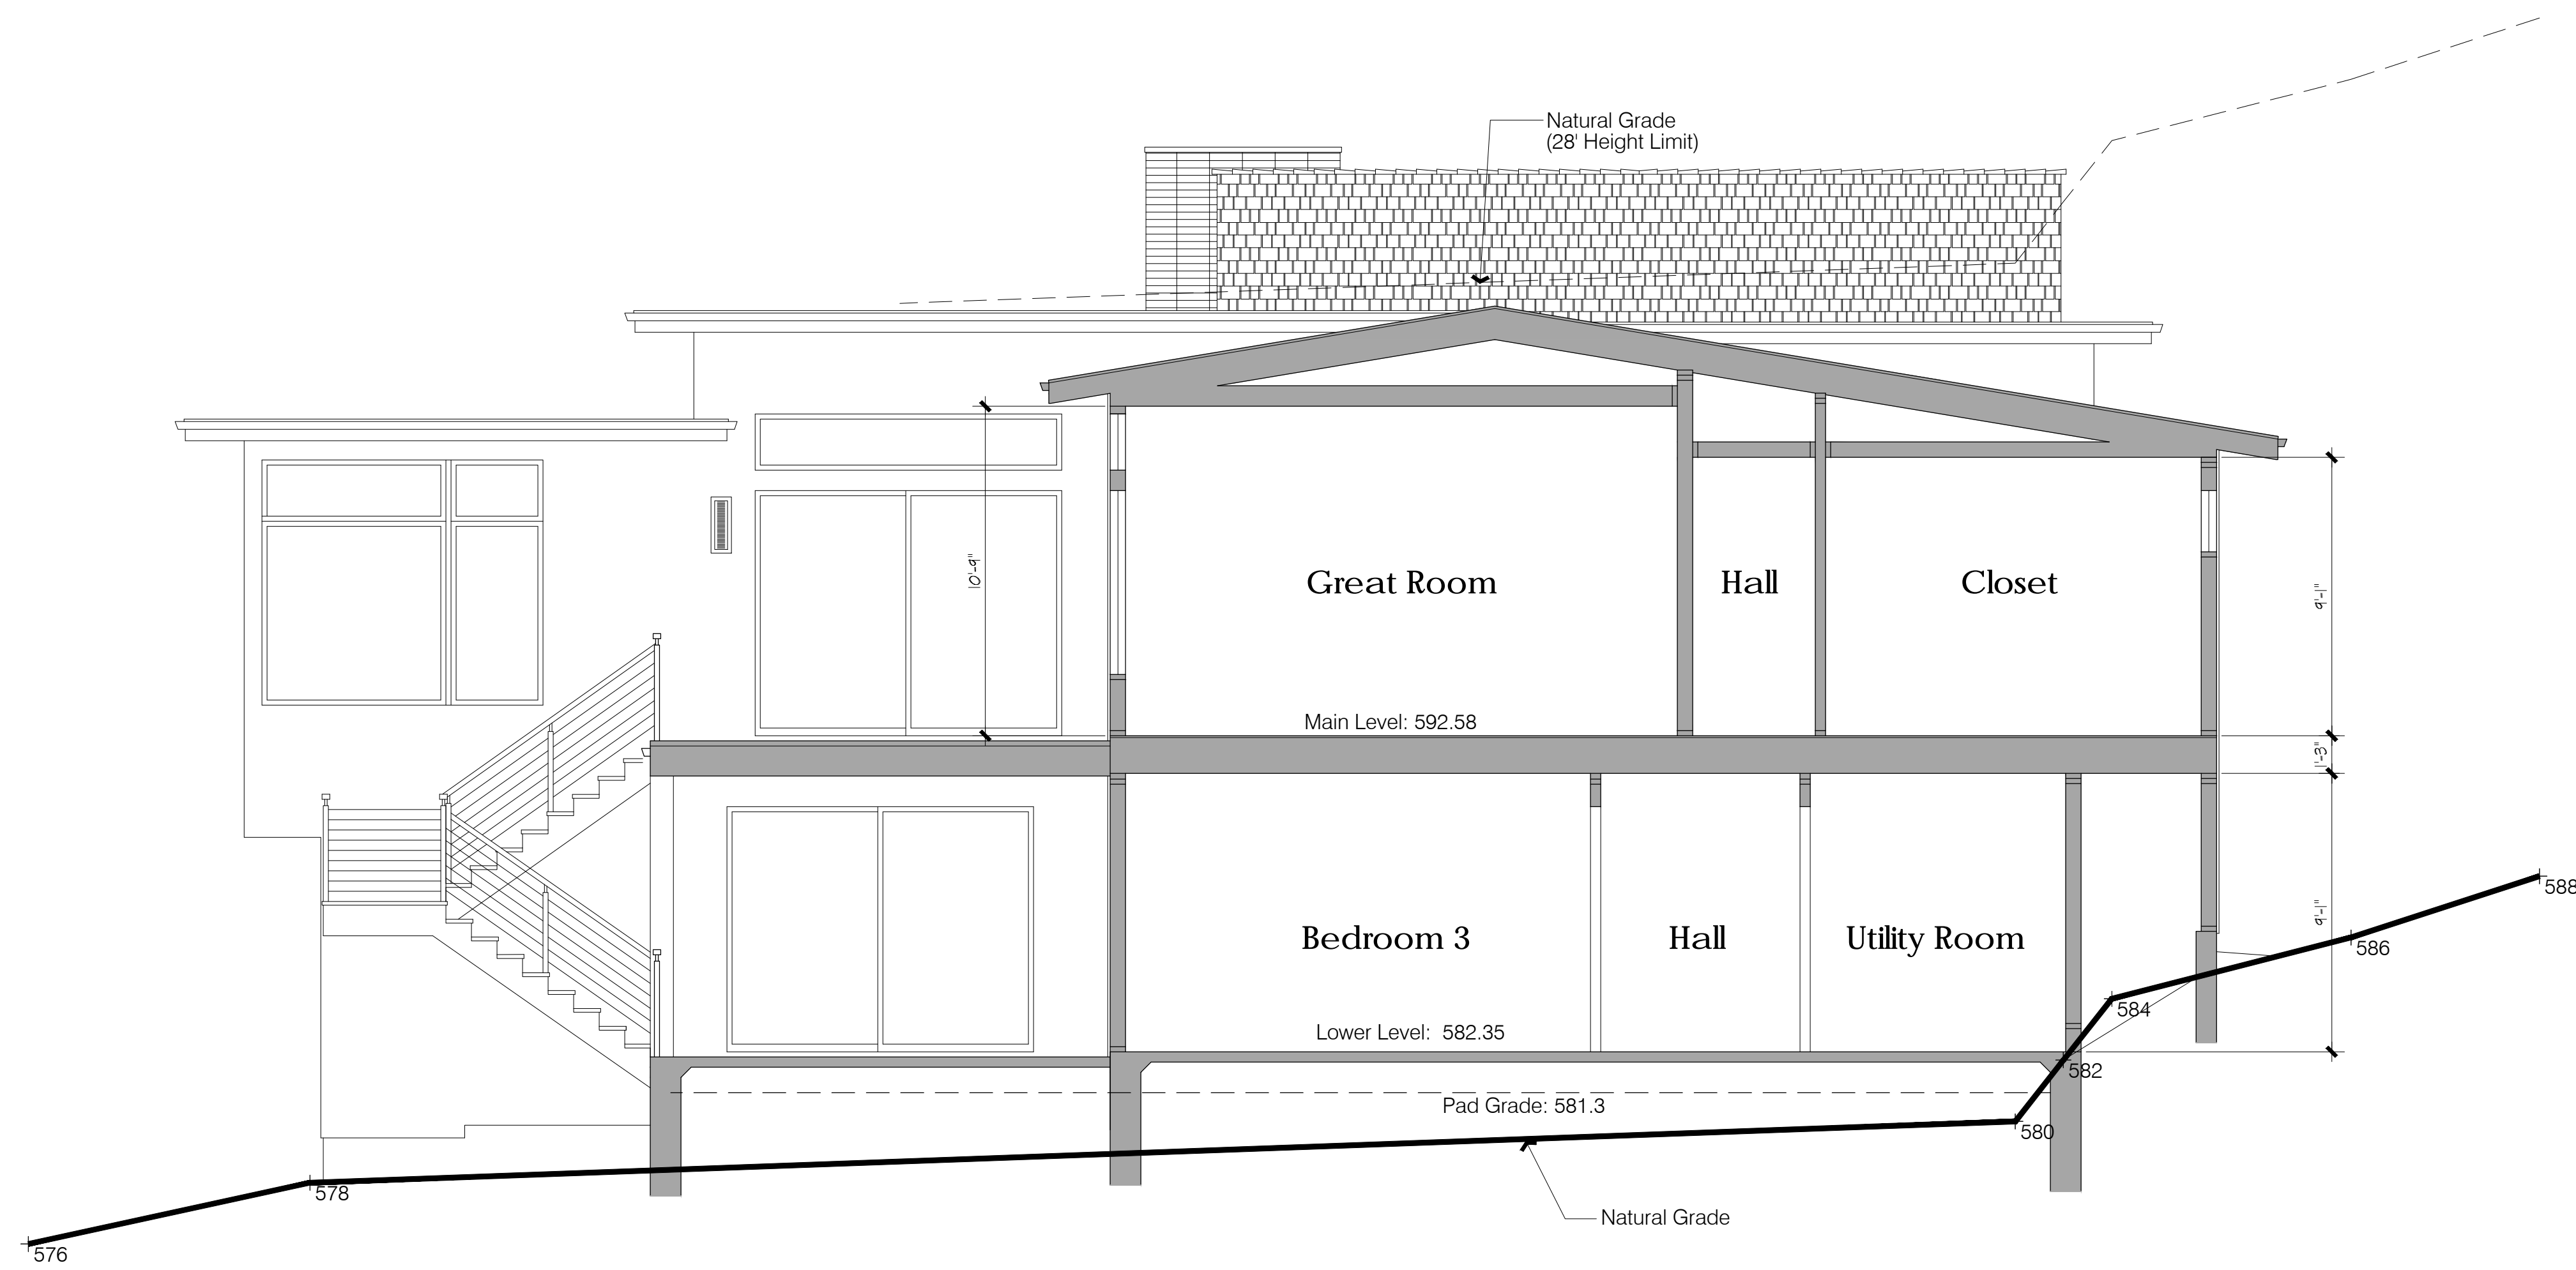 Natural Grade
(28' Height Limit)
10'-9"
Great Room
Hall
Closet
9'-1"
Main Level: 592.58
1'-3"
Bedroom 3
Hall
Utility Room
9'-1"
588
586
584
Lower Level: 582.35
582
Pad Grade: 581.3
580
578
Natural Grade
576